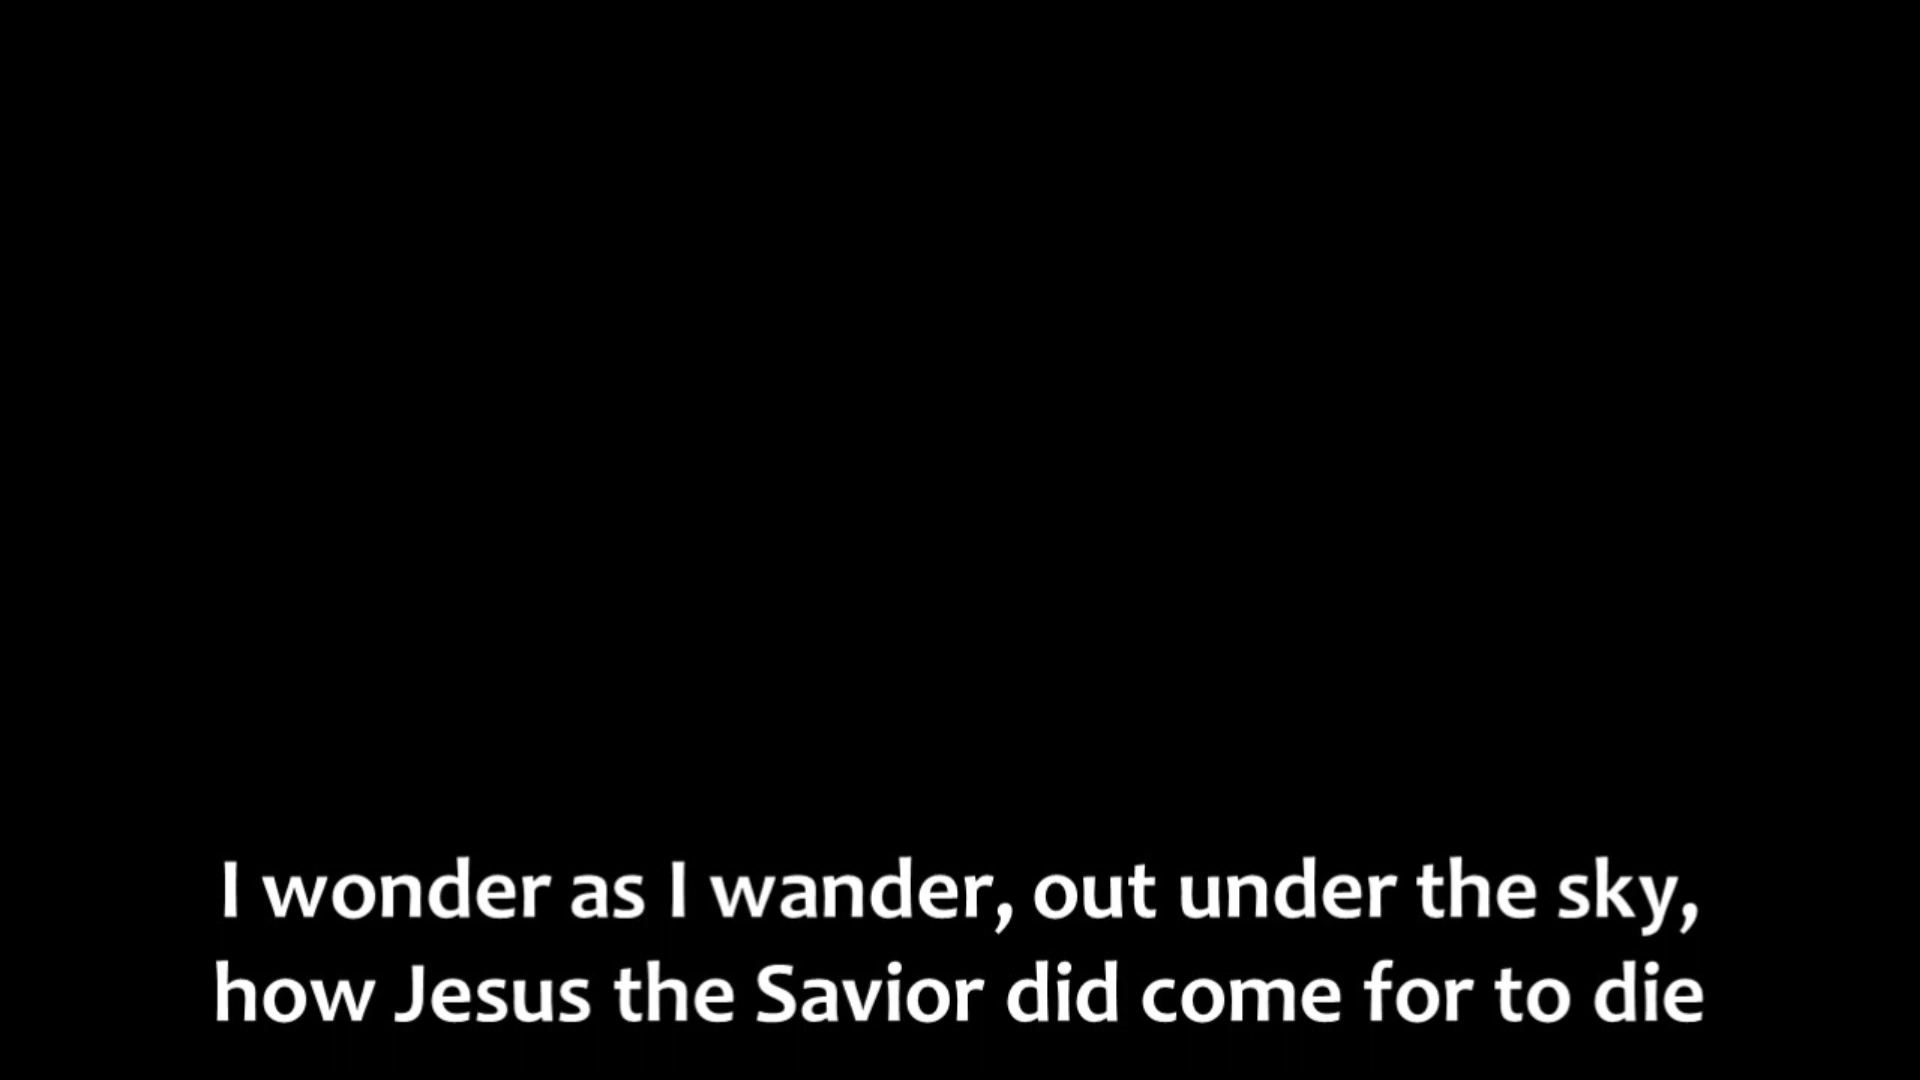 I wonder as I wander, out under the sky,
how Jesus the Savior did come for to die